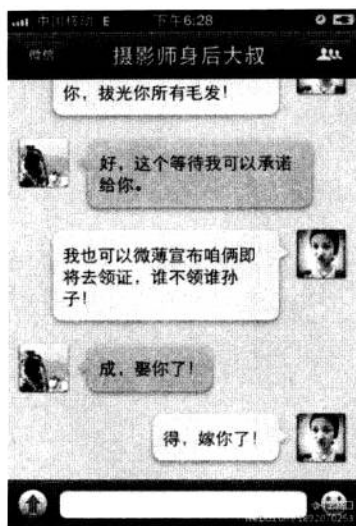 中国移动 E 下午6:28
微信 摄影师身后大叔
你，拔光你所有毛发！
好，这个等待我可以承诺
给你。
我也可以微薄宣布咱俩即
将去领证，谁不领谁孙
子！
成，娶你了！
得，嫁你了！